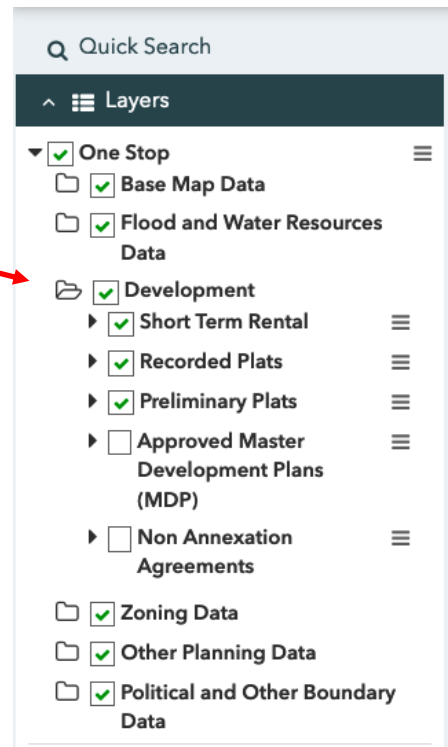 Quick Search
Layers
One Stop
Base Map Data
Flood and Water Resources
Data
Development
Short Term Rental
Recorded Plats
Preliminary Plats
Approved Master
Development Plans
(MDP)
Non Annexation
Agreements
Zoning Data
Other Planning Data
Political and Other Boundary
Data